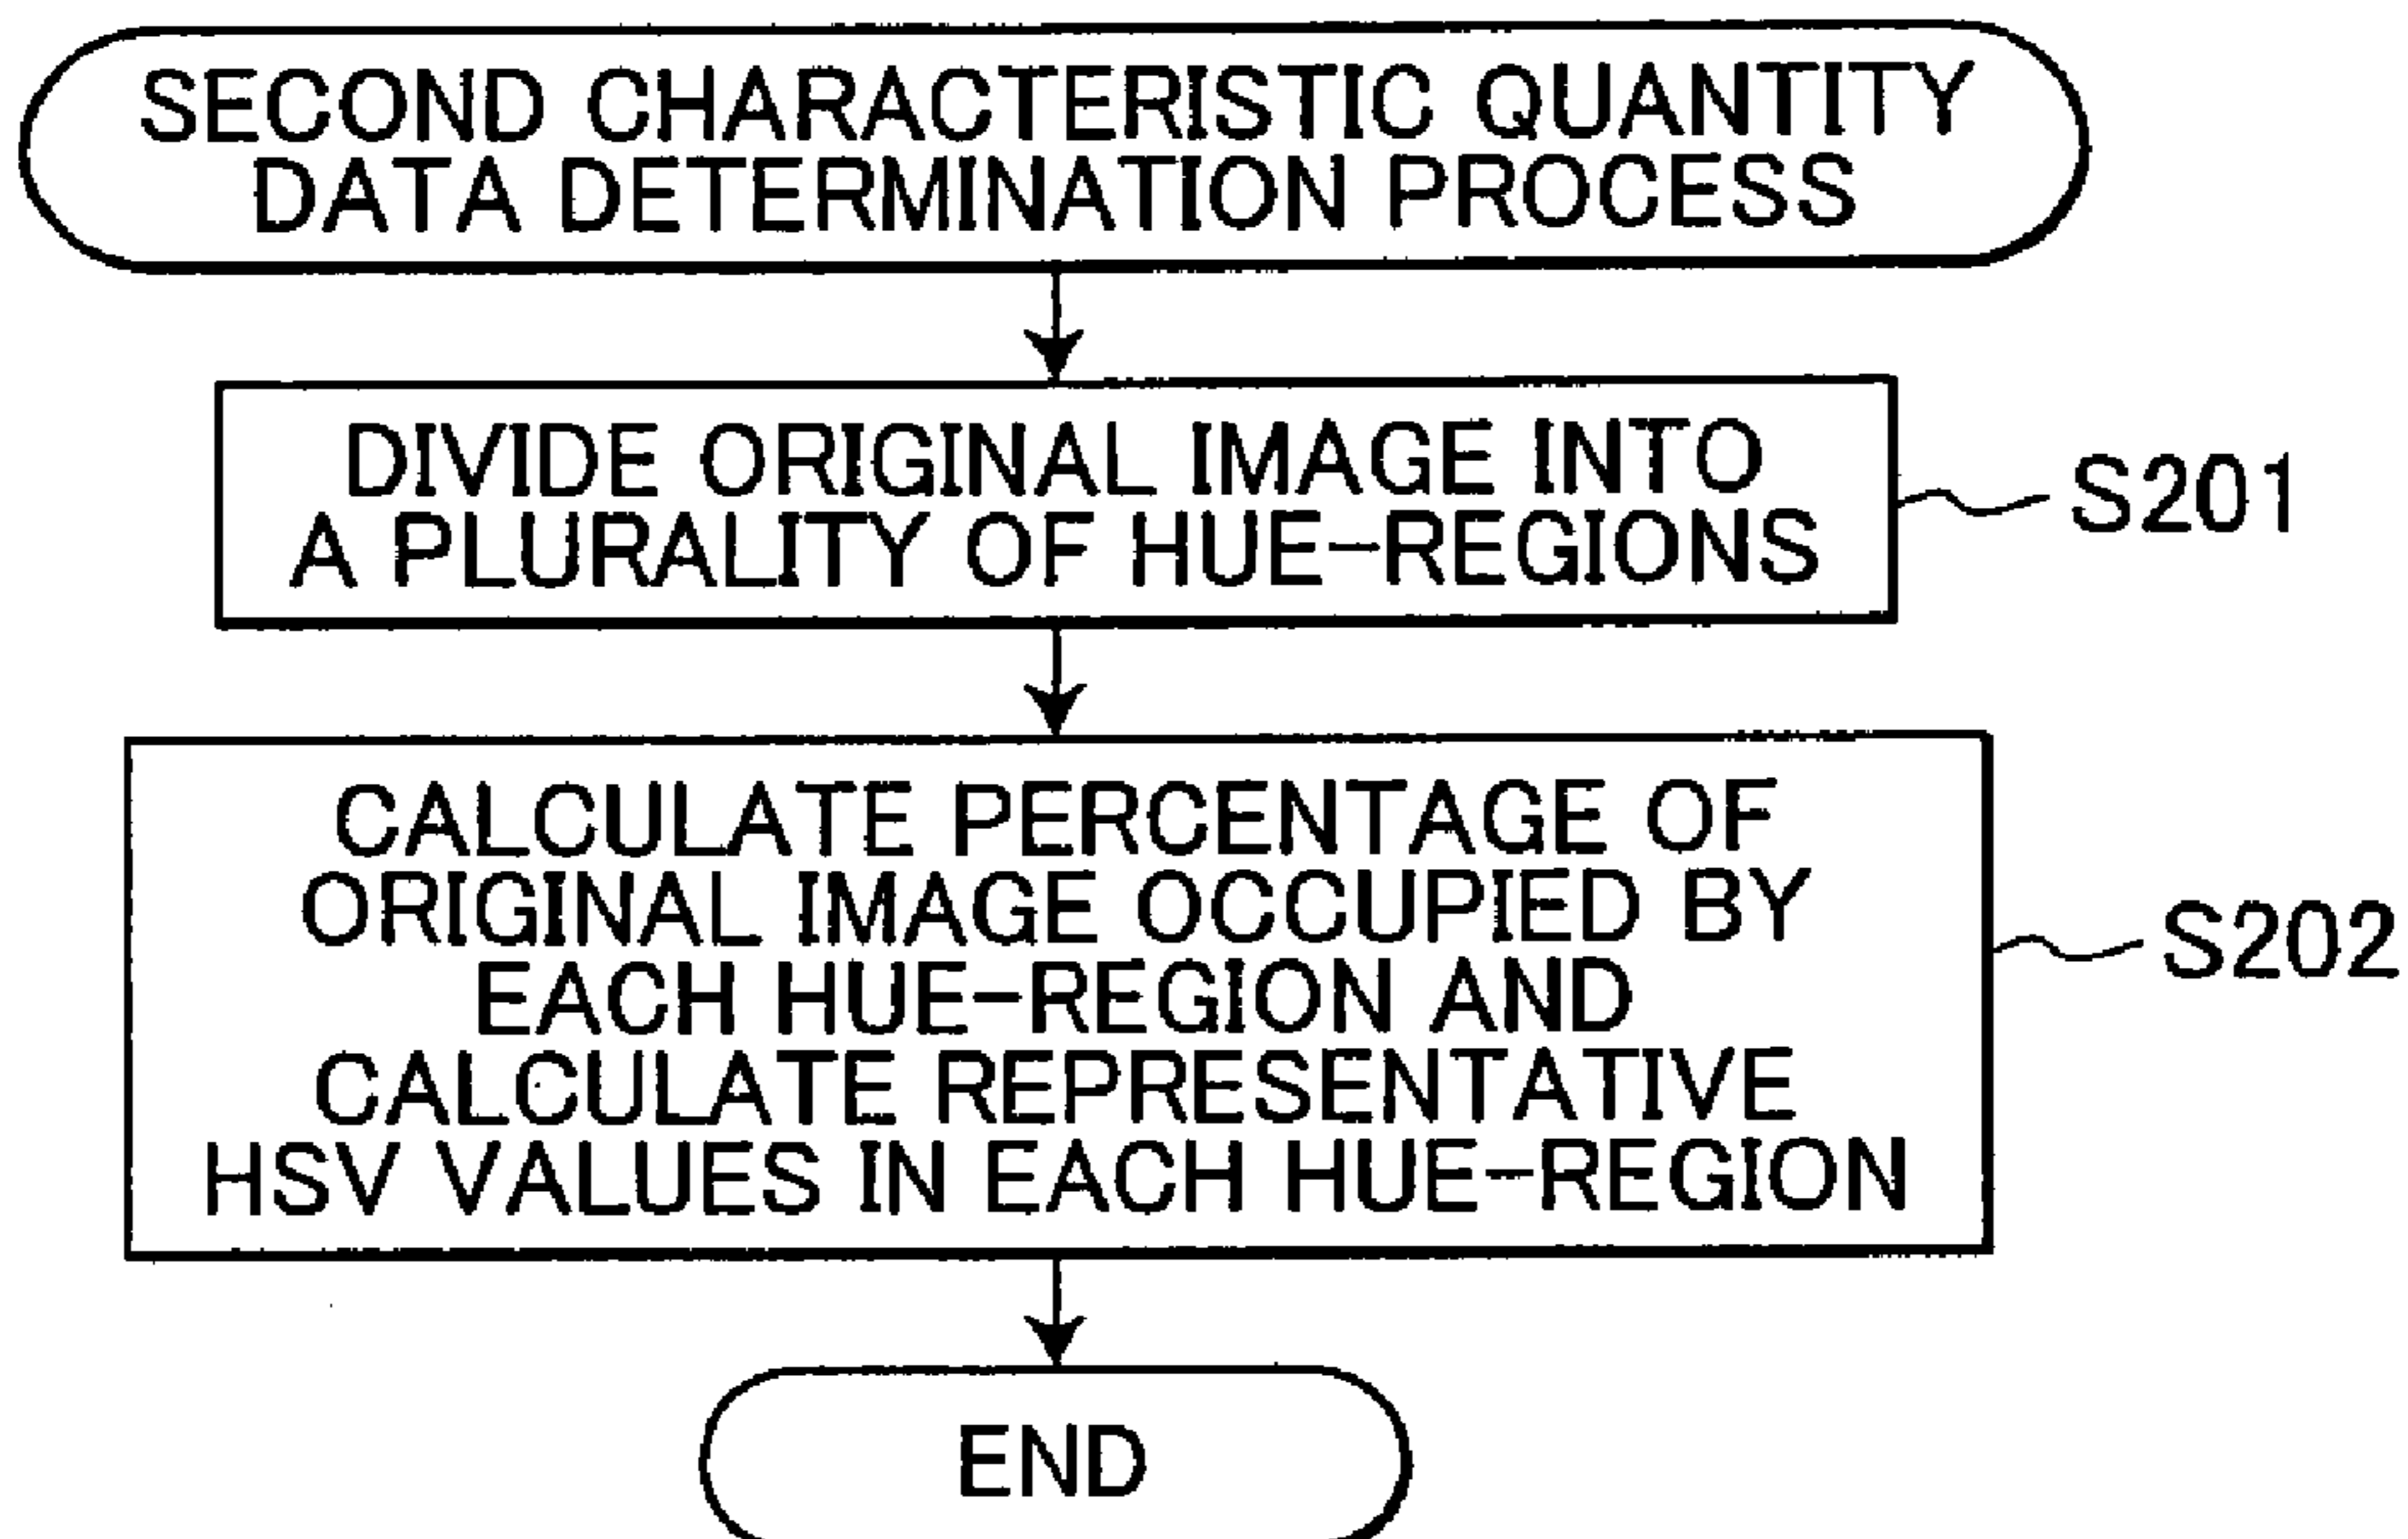 SECOND CHARACTERISTIC QUANTITY
DATA DETERMINATION PROCESS
DIVIDE ORIGINAL IMAGE INTO
A PLURALITY OF HUE-REGIONS
S201
CALCULATE PERCENTAGE OF
ORIGINAL IMAGE OCCUPIED BY
EACH HUE-REGION AND
CALCULATE REPRESENTATIVE
HSV VALUES IN EACH HUE-REGION
S202
END